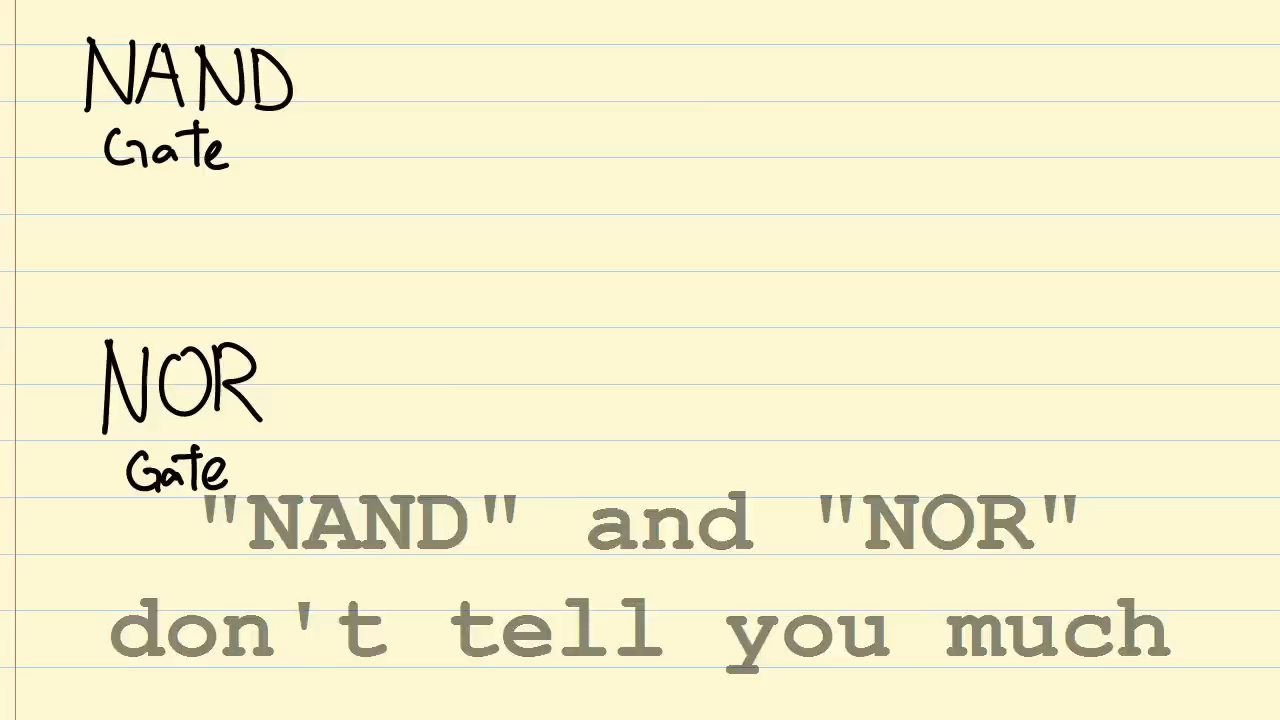 NAND
Gate
NOR
Gate
"NAND" and "NOR"
don't tell you much